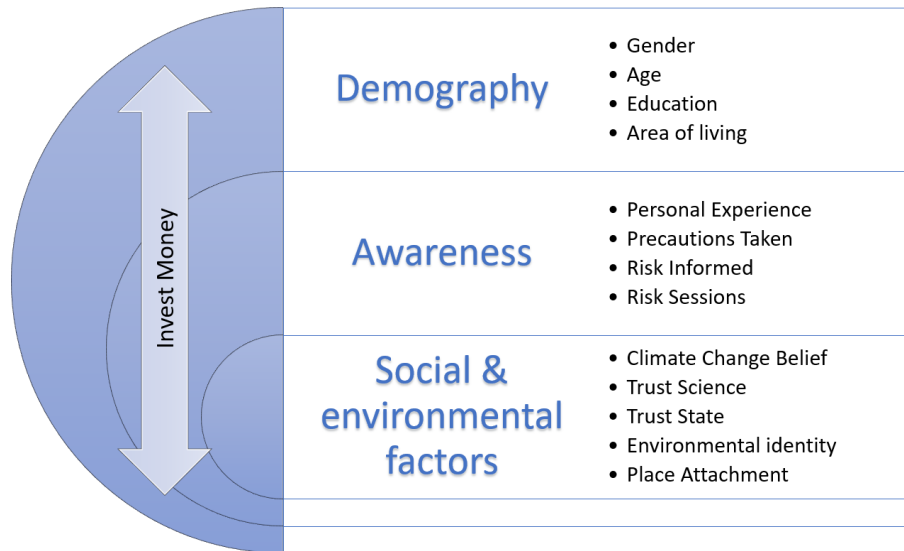 Invest Money
Demography
• Gender
• Age
• Education
• Area of living
Awareness
• Personal Experience
• Precautions Taken
• Risk Informed
• Risk Sessions
Social &
environmental
factors
• Climate Change Belief
• Trust Science
• Trust State
• Environmental identity
• Place Attachment